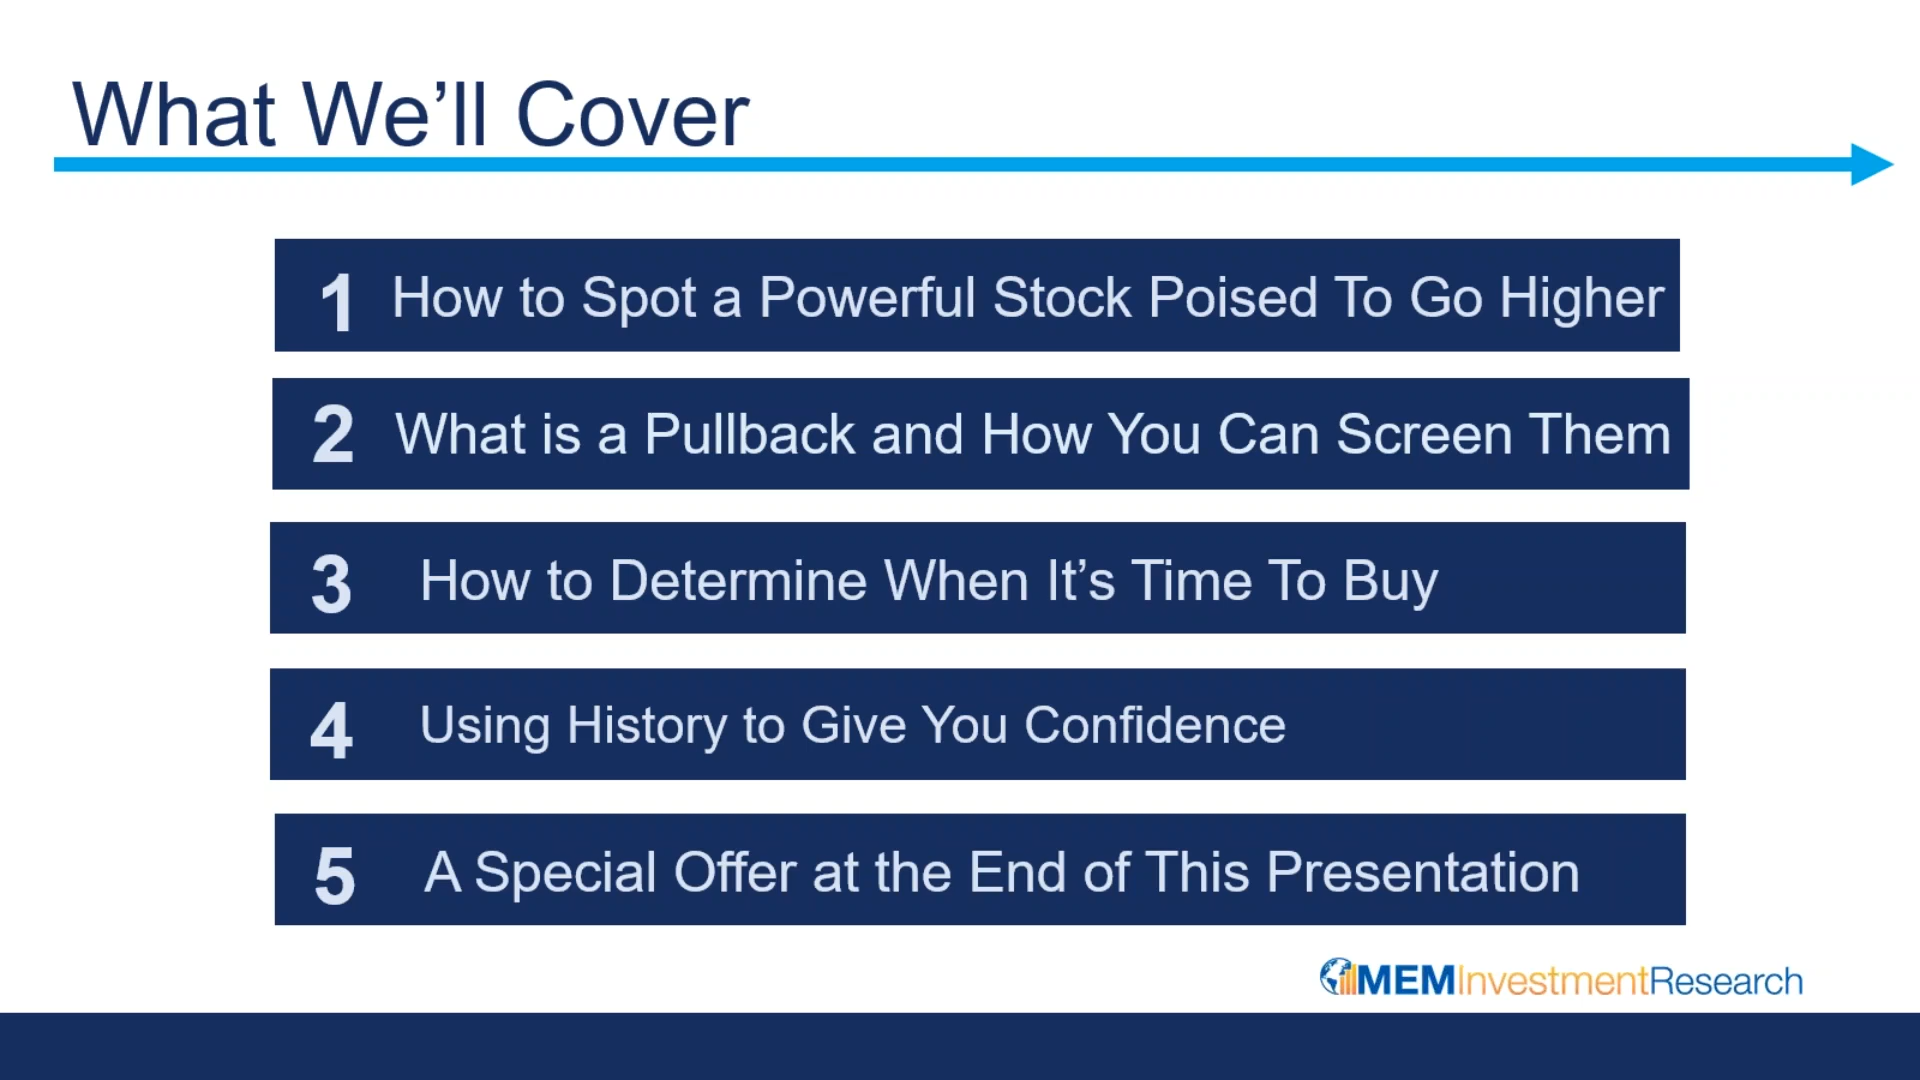 What We’ll Cover
1 How to Spot a Powerful Stock Poised To Go Higher
2 What is a Pullback and How You Can Screen Them
3 How to Determine When It’s Time To Buy
4 Using History to Give You Confidence
5 A Special Offer at the End of This Presentation
MEMInvestmentResearch